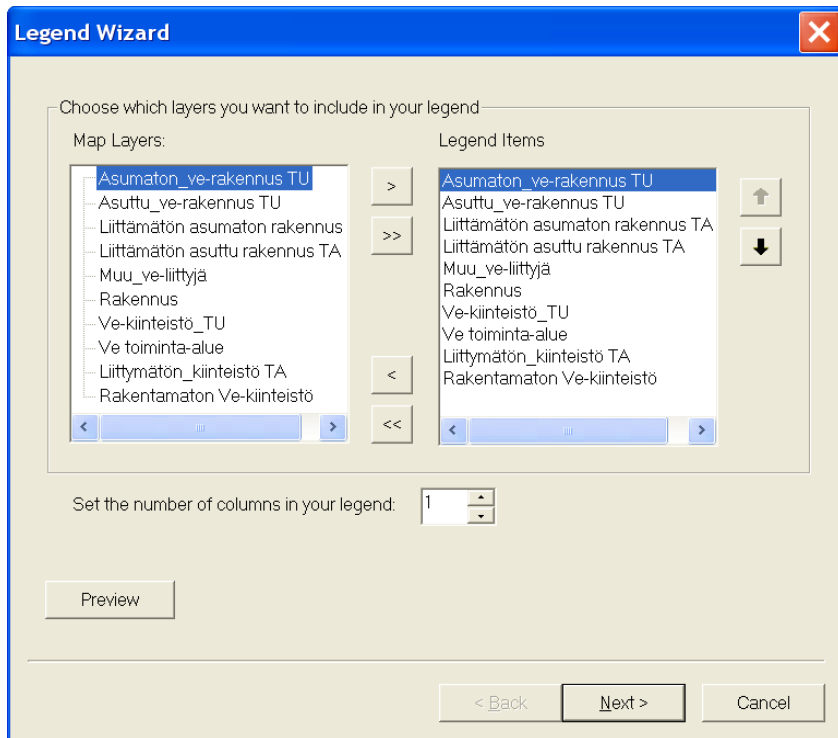 Legend Wizard
Choose which layers you want to include in your legend
Map Layers:
Asumaton_ve-rakennus TU
Asuttu_ve-rakennus TU
Liittämätön asumaton rakennus
Liittämätön asuttu rakennus TA
Muu_ve-liittyjä
Rakennus
Ve-kiinteistö_TU
Ve toiminta-alue
Liittymätön_kiinteistö TA
Rakentamaton Ve-kiinteistö
>
>>
<
<<
Legend Items
Asumaton_ve-rakennus TU
Asuttu_ve-rakennus TU
Liittämätön asumaton rakennus TA
Liittämätön asuttu rakennus TA
Muu_ve-liittyjä
Rakennus
Ve-kiinteistö_TU
Ve toiminta-alue
Liittymätön_kiinteistö TA
Rakentamaton Ve-kiinteistö
Set the number of columns in your legend: 1
Preview
< Back Next > Cancel